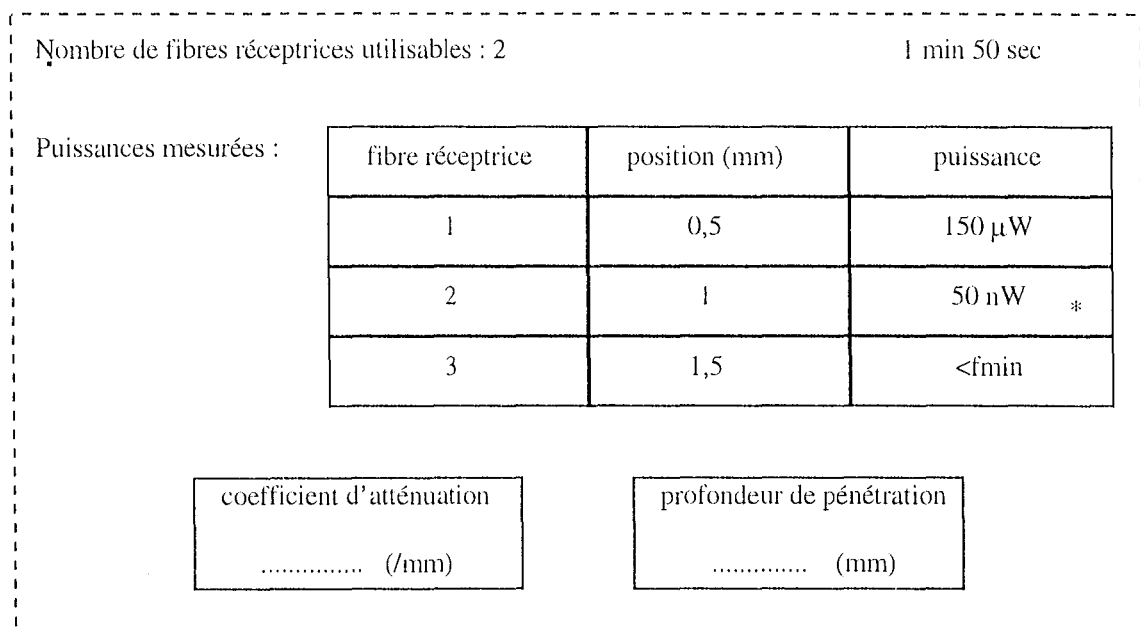 Nombre de fibres réceptrices utilisables : 2 1 min 50 sec
Puissances mesurées :
fibre réceptrice position (mm) puissance
1 0,5 150 µW
2 1 50 nW *
3 1,5 <fmin
coefficient d'atténuation profondeur de pénétration
.............. (/mm) ............. (mm)